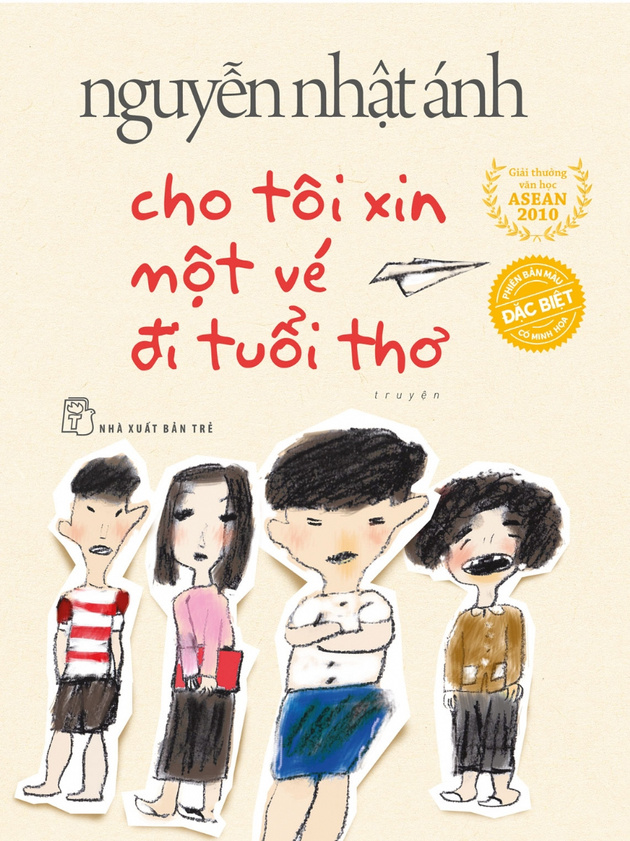 nguyễn nhật ánh
cho tôi xin
một vé
đi tuổi thơ
Giải thưởng
văn học
ASEAN
2010
PHIÊN BẢN MÀU
ĐẶC BIỆT
CÓ MINH HỌA
truyện
T
NHÀ XUẤT BẢN TRẺ